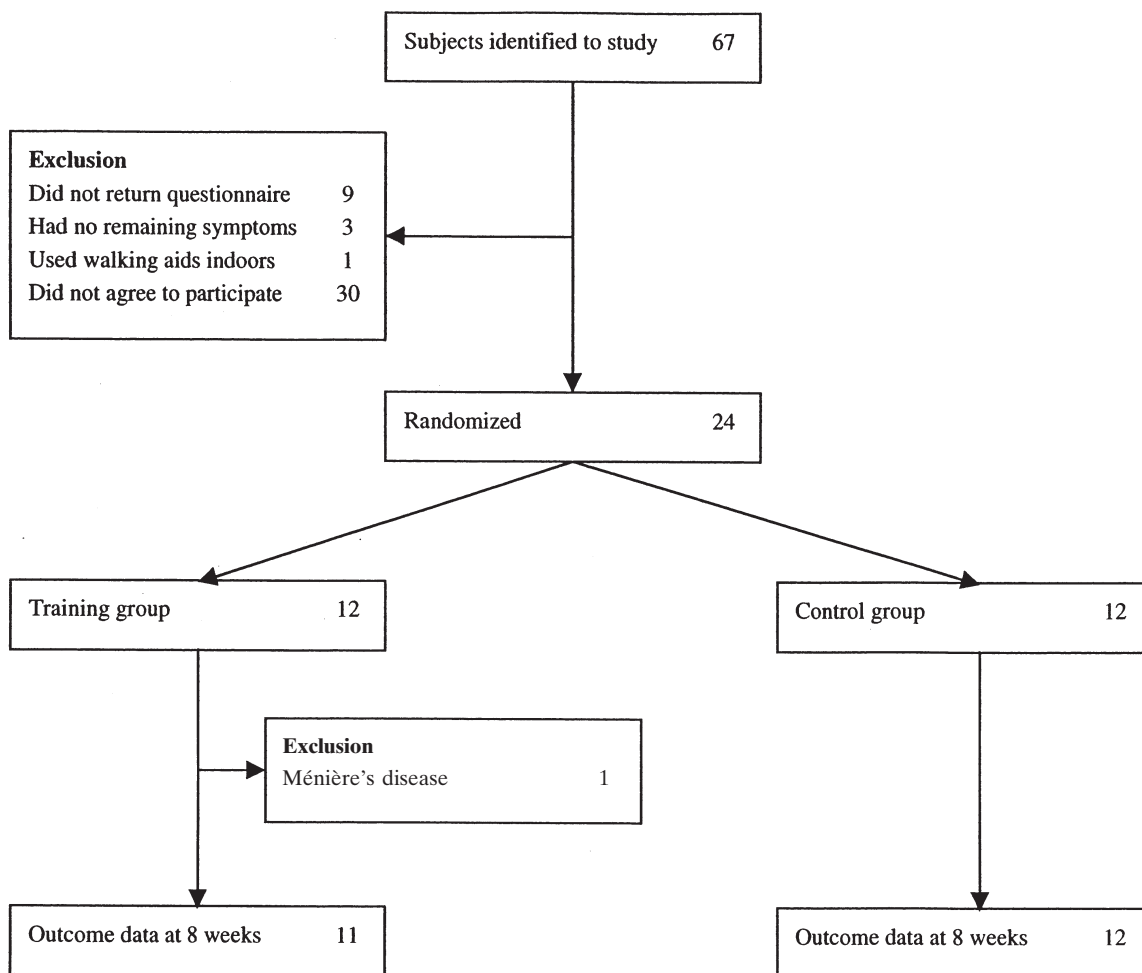 Subjects identified to study 67
Exclusion
Did not return questionnaire 9
Had no remaining symptoms 3
Used walking aids indoors 1
Did not agree to participate 30
Randomized 24
Training group 12
Control group 12
Exclusion
Ménière's disease 1
Outcome data at 8 weeks 11
Outcome data at 8 weeks 12